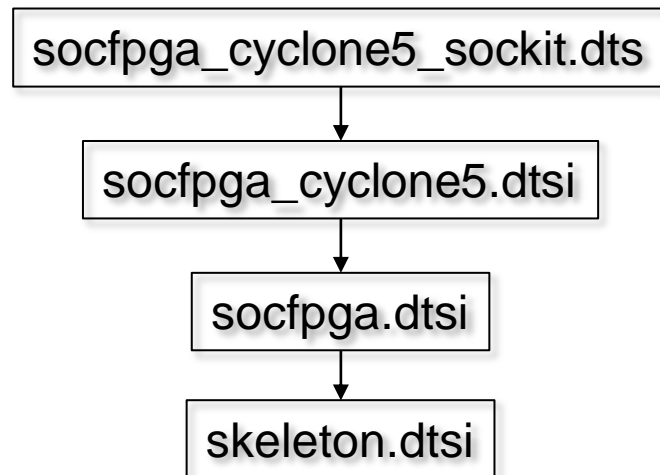 socfpga_cyclone5_sockit.dts
socfpga_cyclone5.dtsi
socfpga.dtsi
skeleton.dtsi